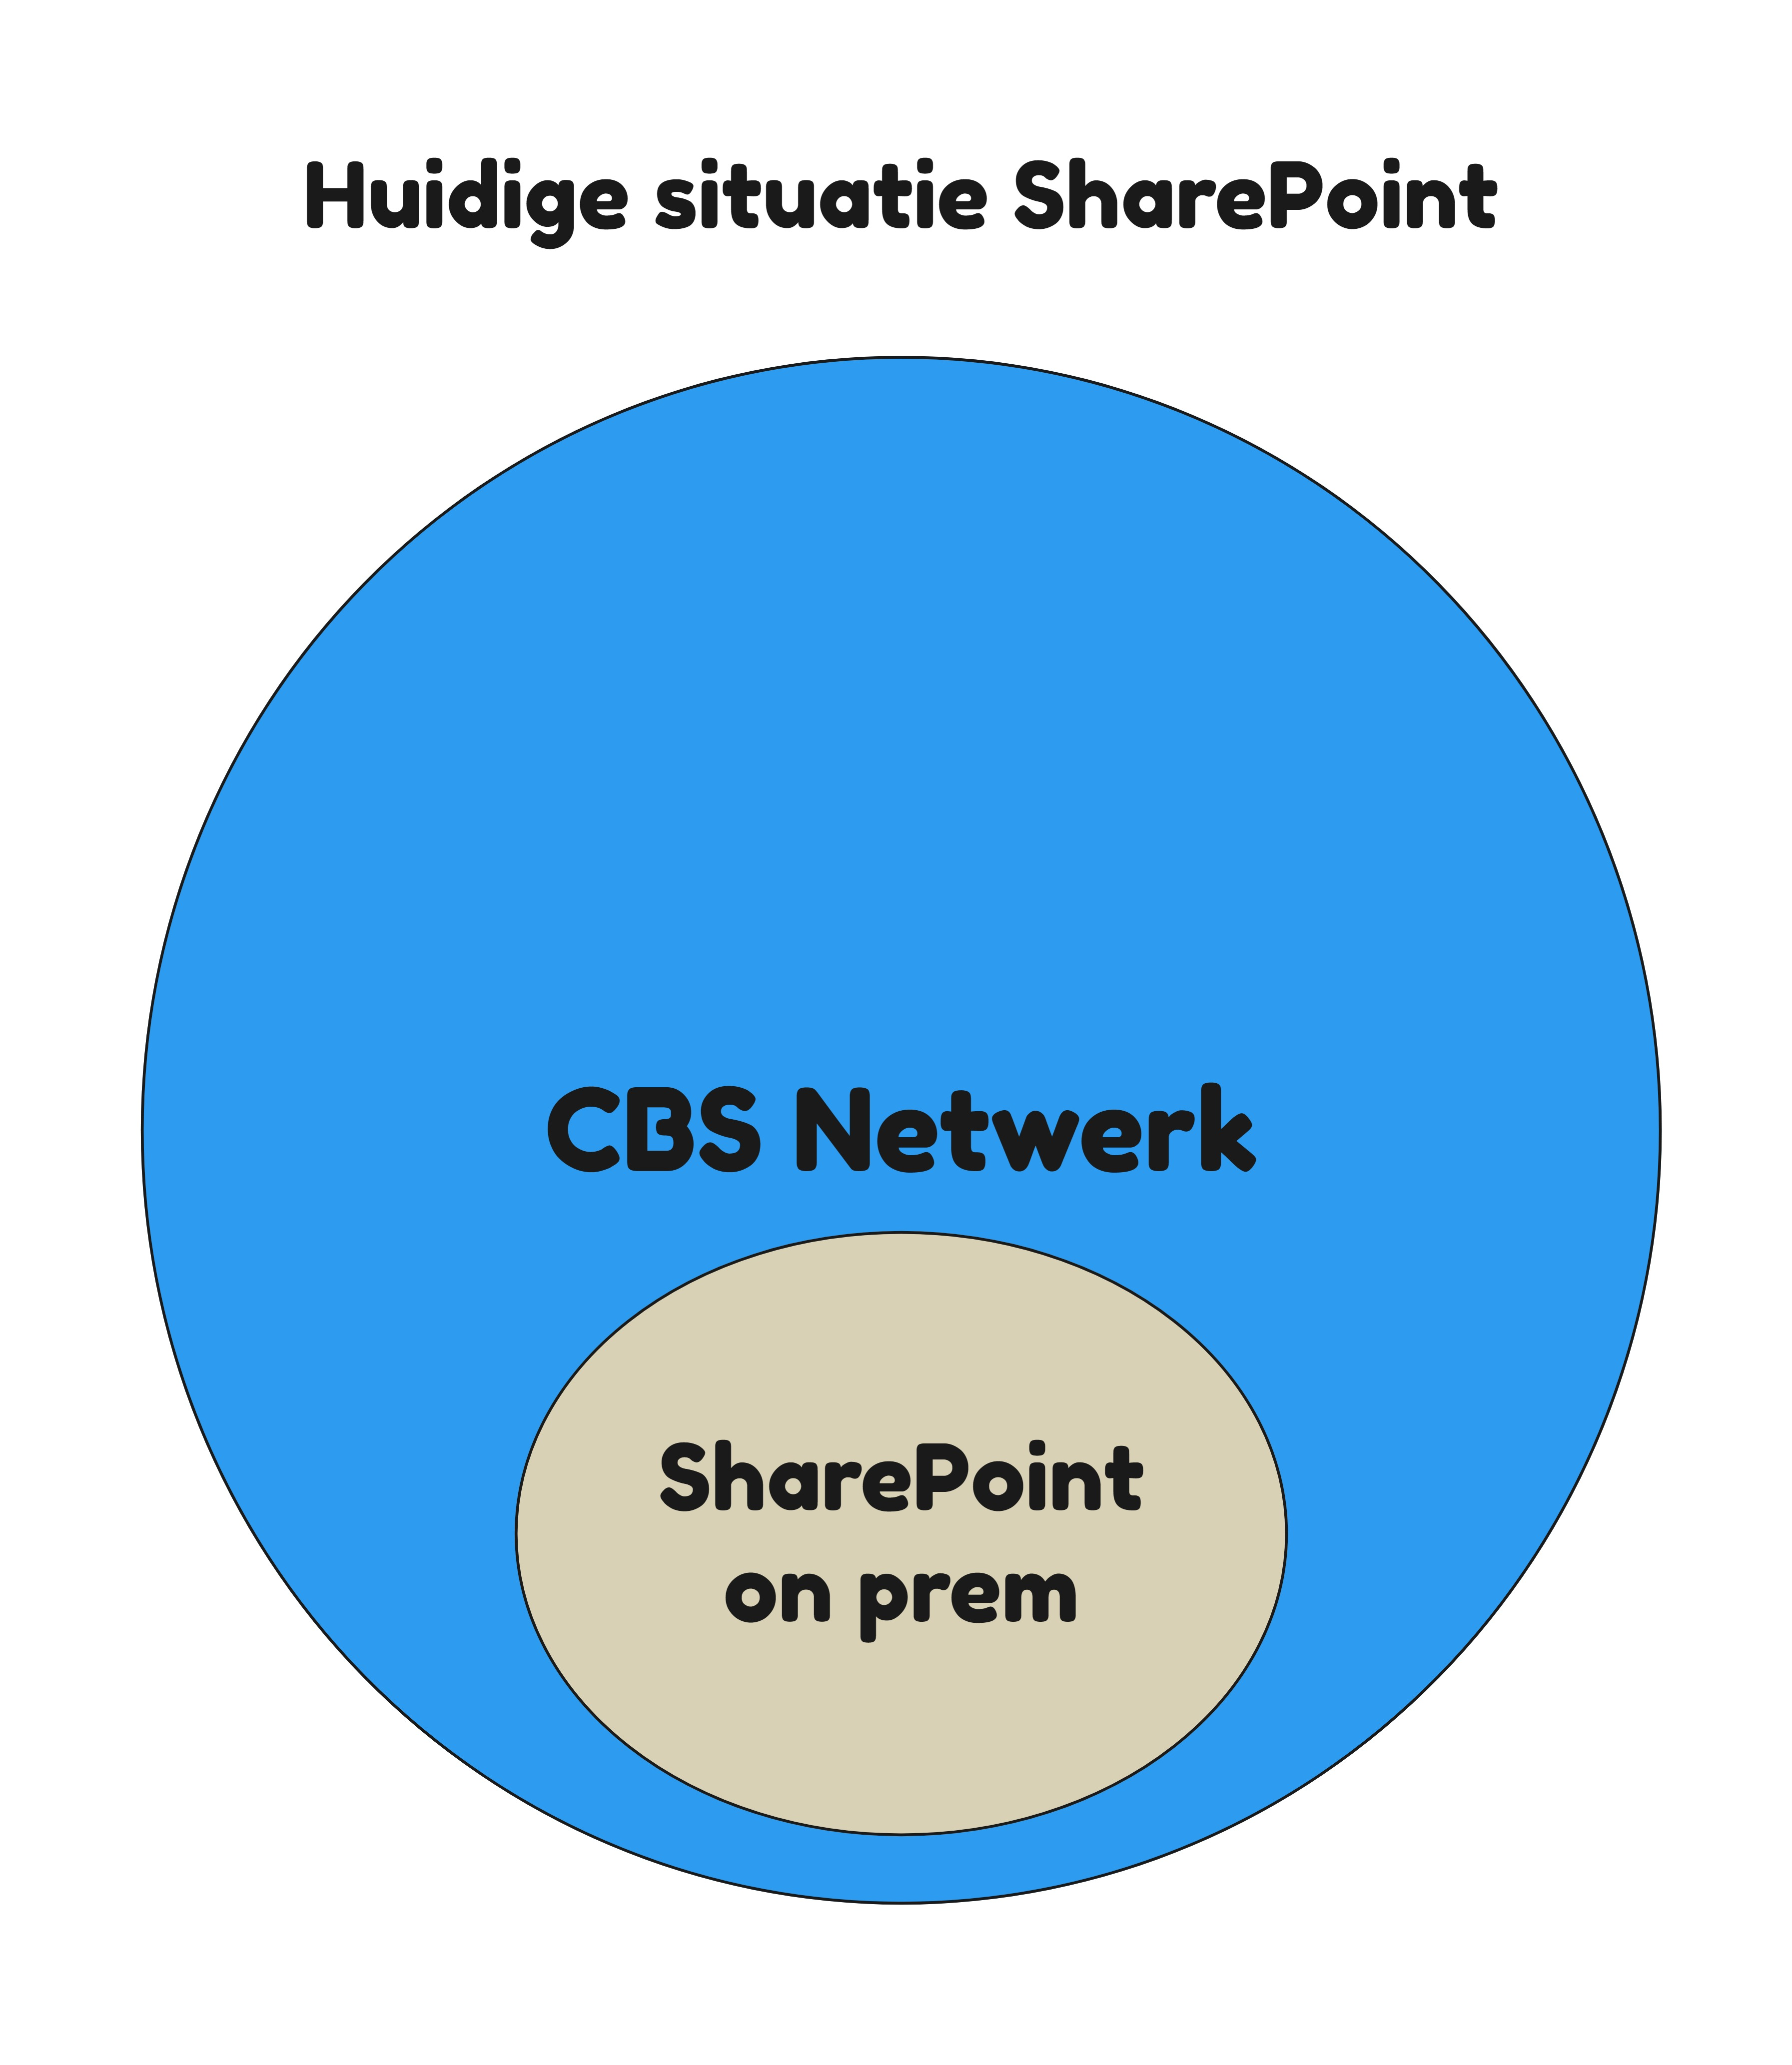 Huidige situatie SharePoint
CBS Netwerk
SharePoint
on prem